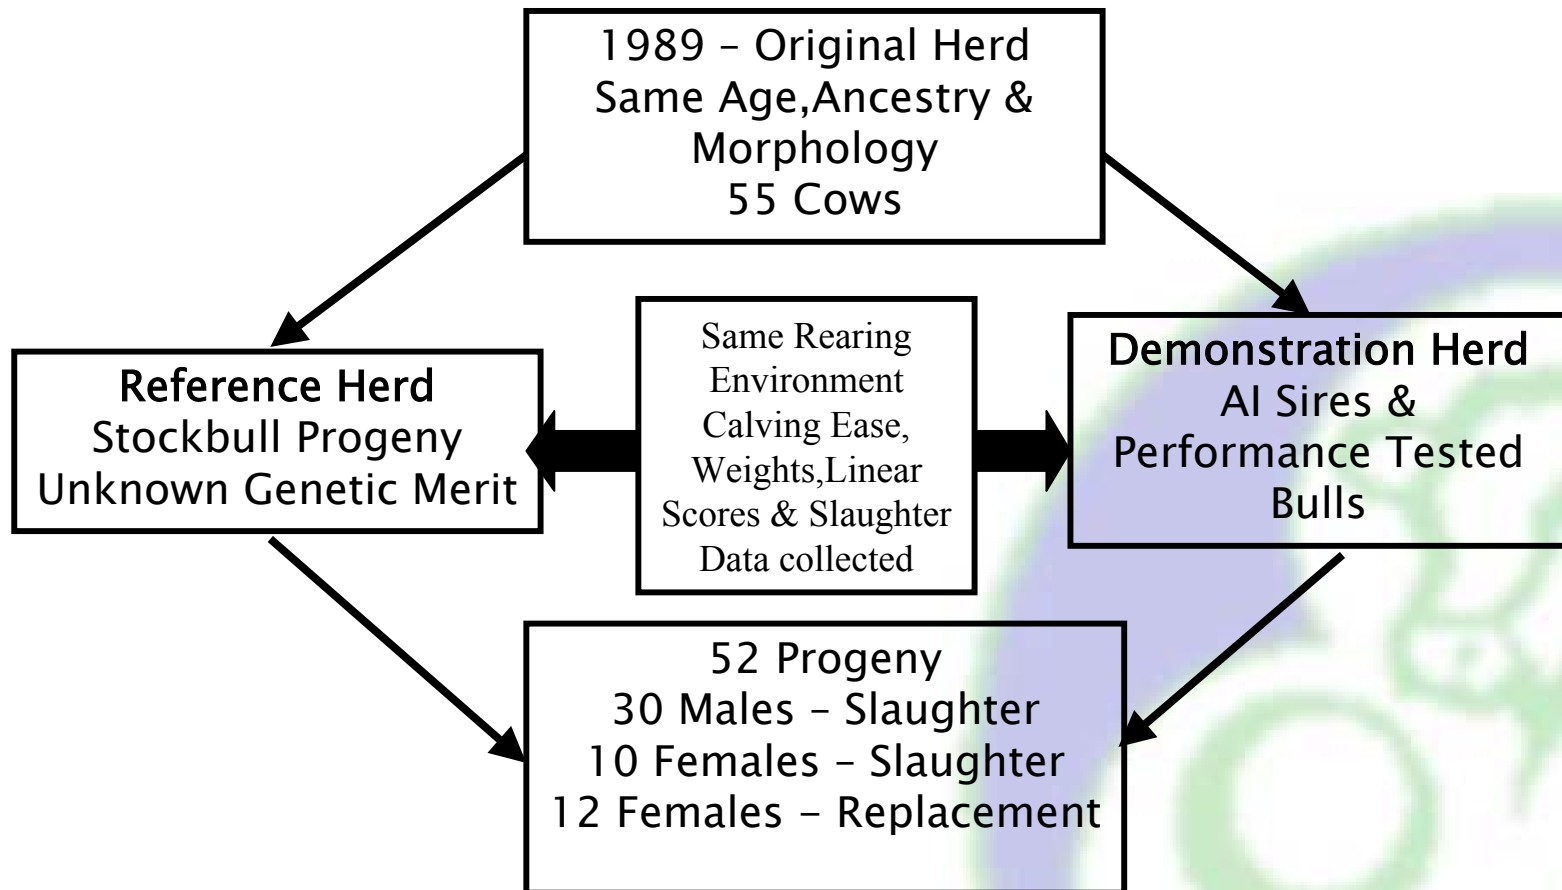 1989 – Original Herd
Same Age,Ancestry &
Morphology
55 Cows
Reference Herd
Stockbull Progeny
Unknown Genetic Merit
Same Rearing
Environment
Calving Ease,
Weights,Linear
Scores & Slaughter
Data collected
Demonstration Herd
AI Sires &
Performance Tested
Bulls
52 Progeny
30 Males – Slaughter
10 Females – Slaughter
12 Females – Replacement